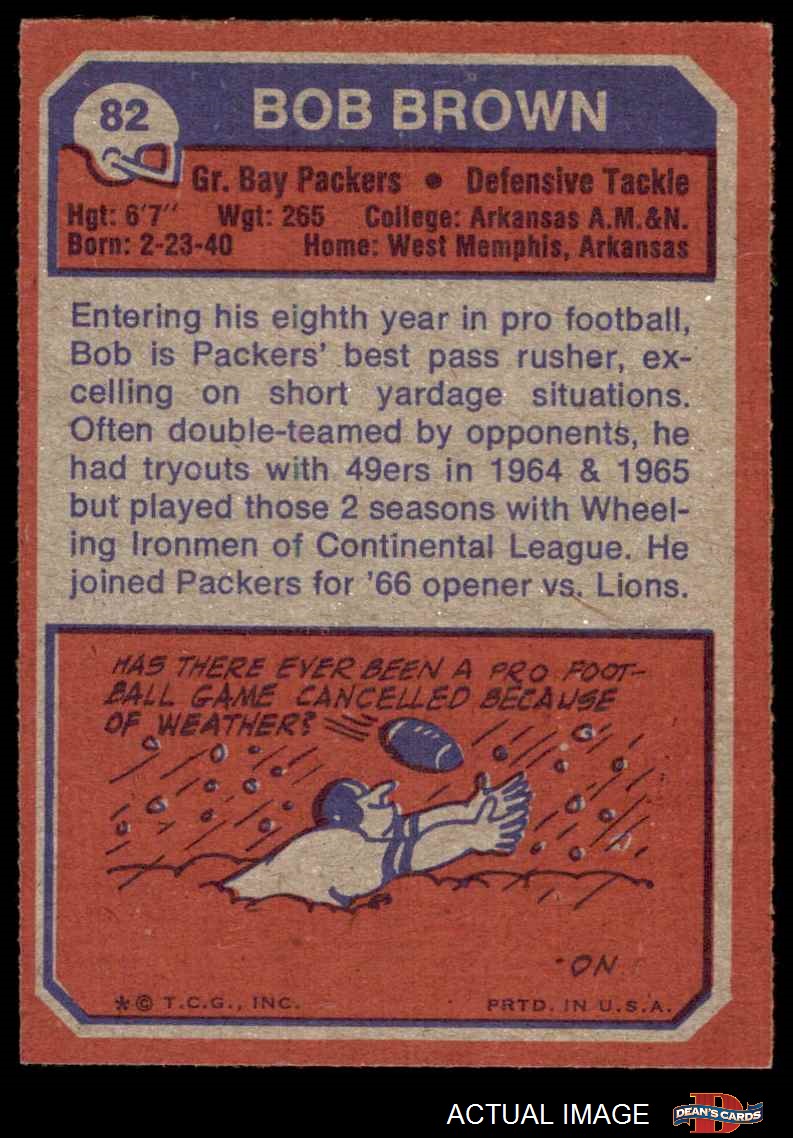 82
BOB BROWN
Gr. Bay Packers • Defensive Tackle
Hgt: 6'7" Wgt: 265 College: Arkansas A.M.&N.
Born: 2-23-40 Home: West Memphis, Arkansas
Entering his eighth year in pro football,
Bob is Packers' best pass rusher, ex-
celling on short yardage situations.
Often double-teamed by opponents, he
had tryouts with 49ers in 1964 & 1965
but played those 2 seasons with Wheel-
ing Ironmen of Continental League. He
joined Packers for '66 opener vs. Lions.
HAS THERE EVER BEEN A PRO FOOT-
BALL GAME CANCELLED BECAUSE
OF WEATHER?
ON
*© T.C.G., INC. PRTD. IN U.S.A.
ACTUAL IMAGE
D
DEAN'S CARDS